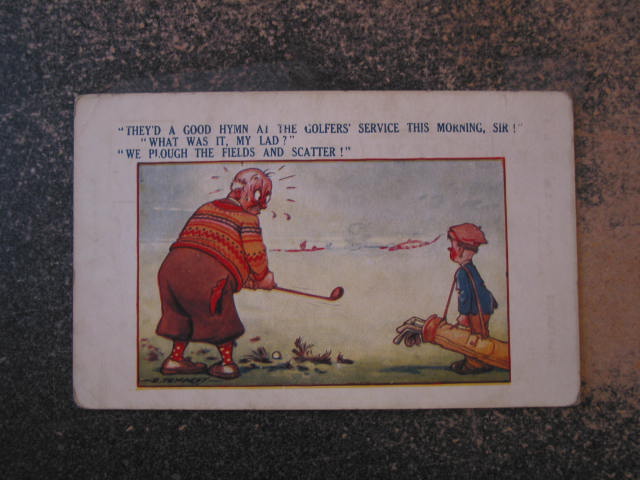 "THEY'D A GOOD HYMN AT THE GOLFERS' SERVICE THIS MORNING, SIR!"
"WHAT WAS IT, MY LAD?"
"WE PLOUGH THE FIELDS AND SCATTER!"
D. TEMPEST